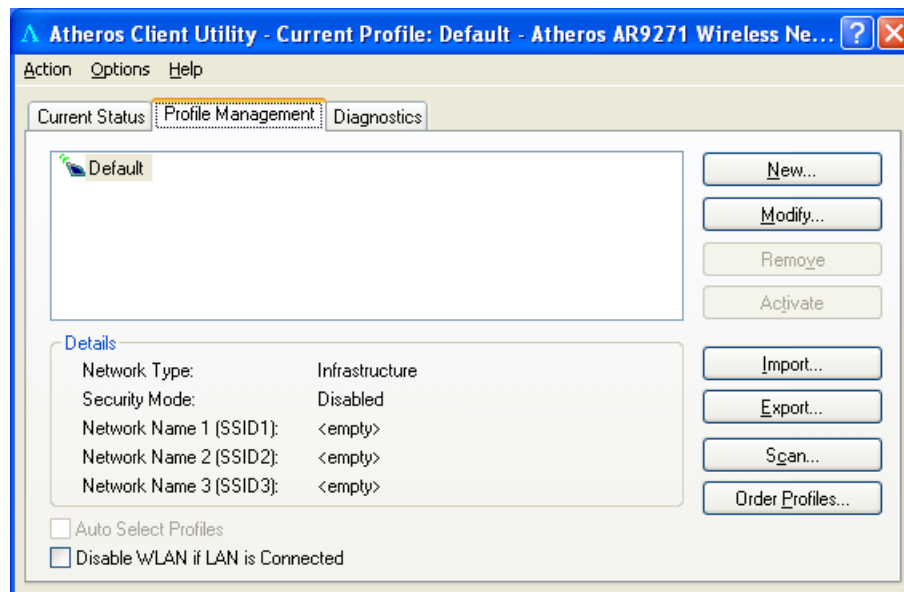 Atheros Client Utility - Current Profile: Default - Atheros AR9271 Wireless Ne...
Action Options Help
Current Status Profile Management Diagnostics
Default
New...
Modify...
Remove
Activate
Details
Network Type: Infrastructure
Security Mode: Disabled
Network Name 1 (SSID1): <empty>
Network Name 2 (SSID2): <empty>
Network Name 3 (SSID3): <empty>
Import...
Export...
Scan...
Order Profiles...
Auto Select Profiles
Disable WLAN if LAN is Connected